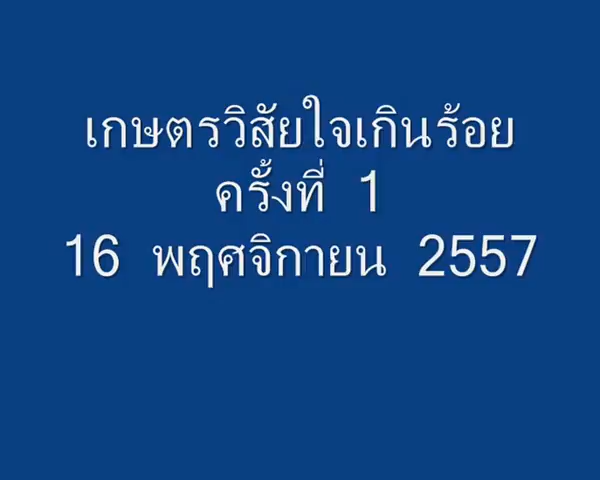 เกษตรวิสัยใจเกินร้อย
ครั้งที่ 1
16 พฤศจิกายน 2557